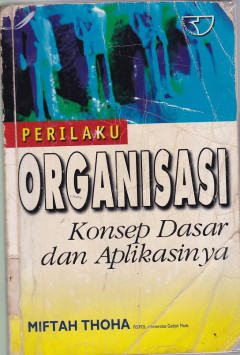 PERILAKU
ORGANISASI
Konsep Dasar
dan Aplikasinya
MIFTAH THOHA